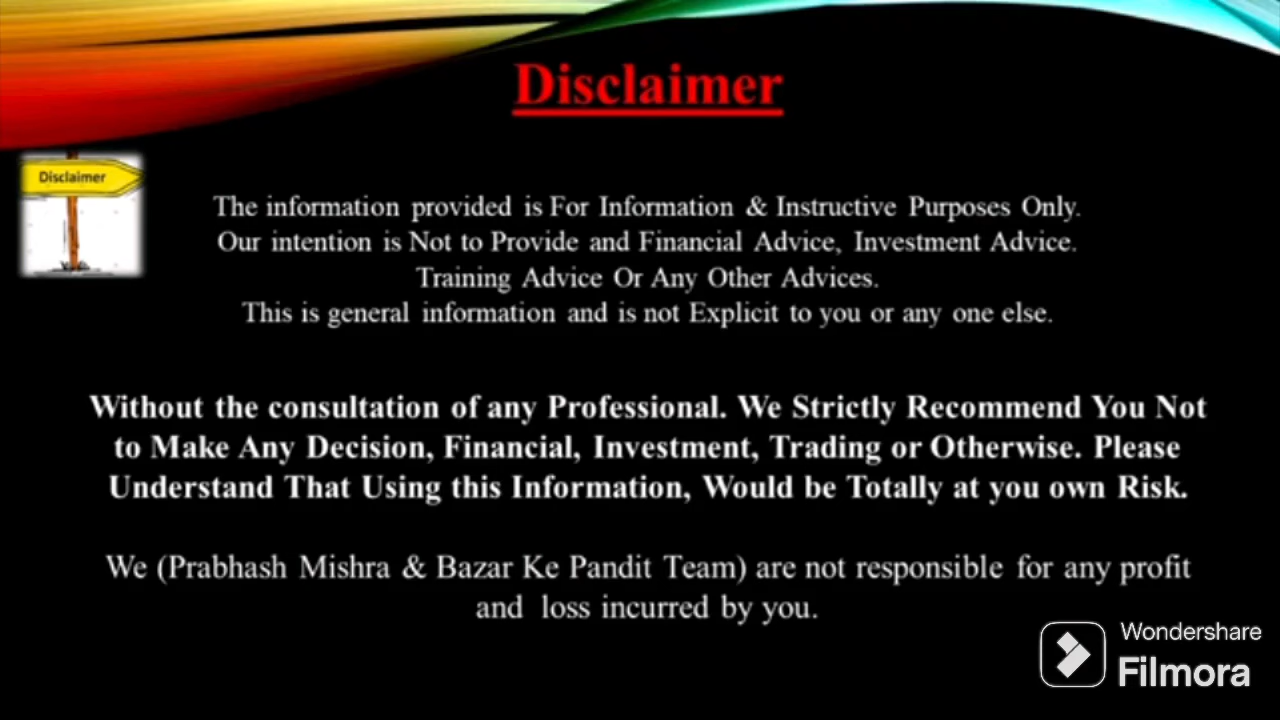 Disclaimer
Disclaimer
The information provided is For Information & Instructive Purposes Only.
Our intention is Not to Provide and Financial Advice, Investment Advice.
Training Advice Or Any Other Advices.
This is general information and is not Explicit to you or any one else.
Without the consultation of any Professional. We Strictly Recommend You Not
to Make Any Decision, Financial, Investment, Trading or Otherwise. Please
Understand That Using this Information, Would be Totally at you own Risk.
We (Prabhash Mishra & Bazar Ke Pandit Team) are not responsible for any profit
and loss incurred by you.
Wondershare
Filmora